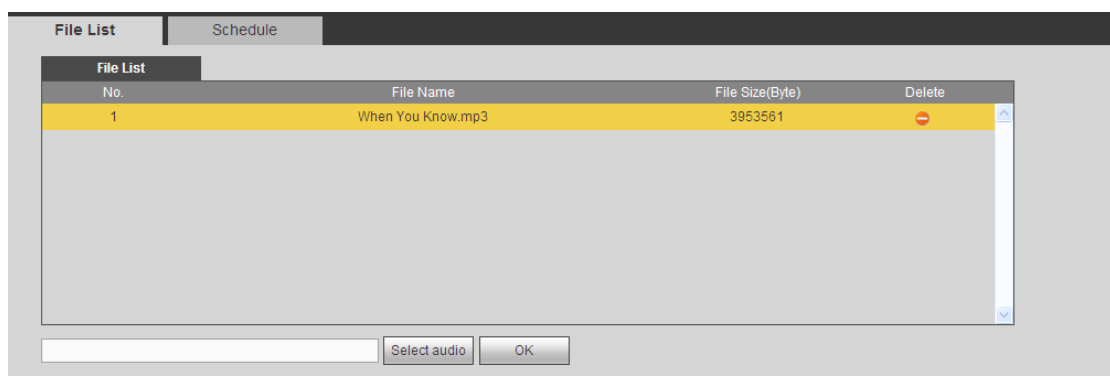 File List Schedule
File List
No. File Name File Size(Byte) Delete
1 When You Know.mp3 3953561
Select audio OK